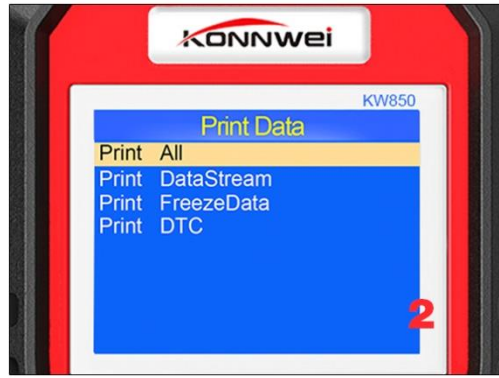 KONNWEI
KW850
Print Data
Print All
Print DataStream
Print FreezeData
Print DTC
2